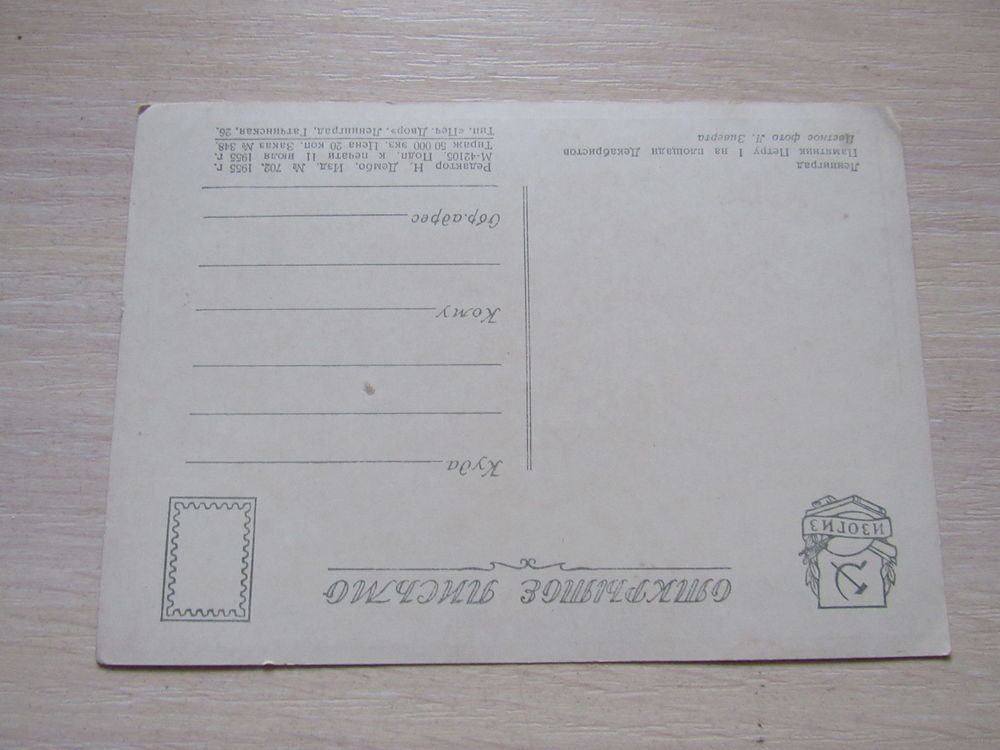 ИЗОГИЗ
ОТКРЫТОЕ ПИСЬМО
Куда
Кому
Обр.адрес
Ленинград
Памятник Петру I на площади Декабристов
Цветное фото Л. Зиверта
Редактор Н. Дембо, Изд. № 702, 1955 г.
М-42105. Подп. к печати 11 июля 1955 г.
Тираж 50 000 экз. Цена 20 коп. Заказ № 348.
Тип. «Печ. Двор». Ленинград, Гатчинская, 26.